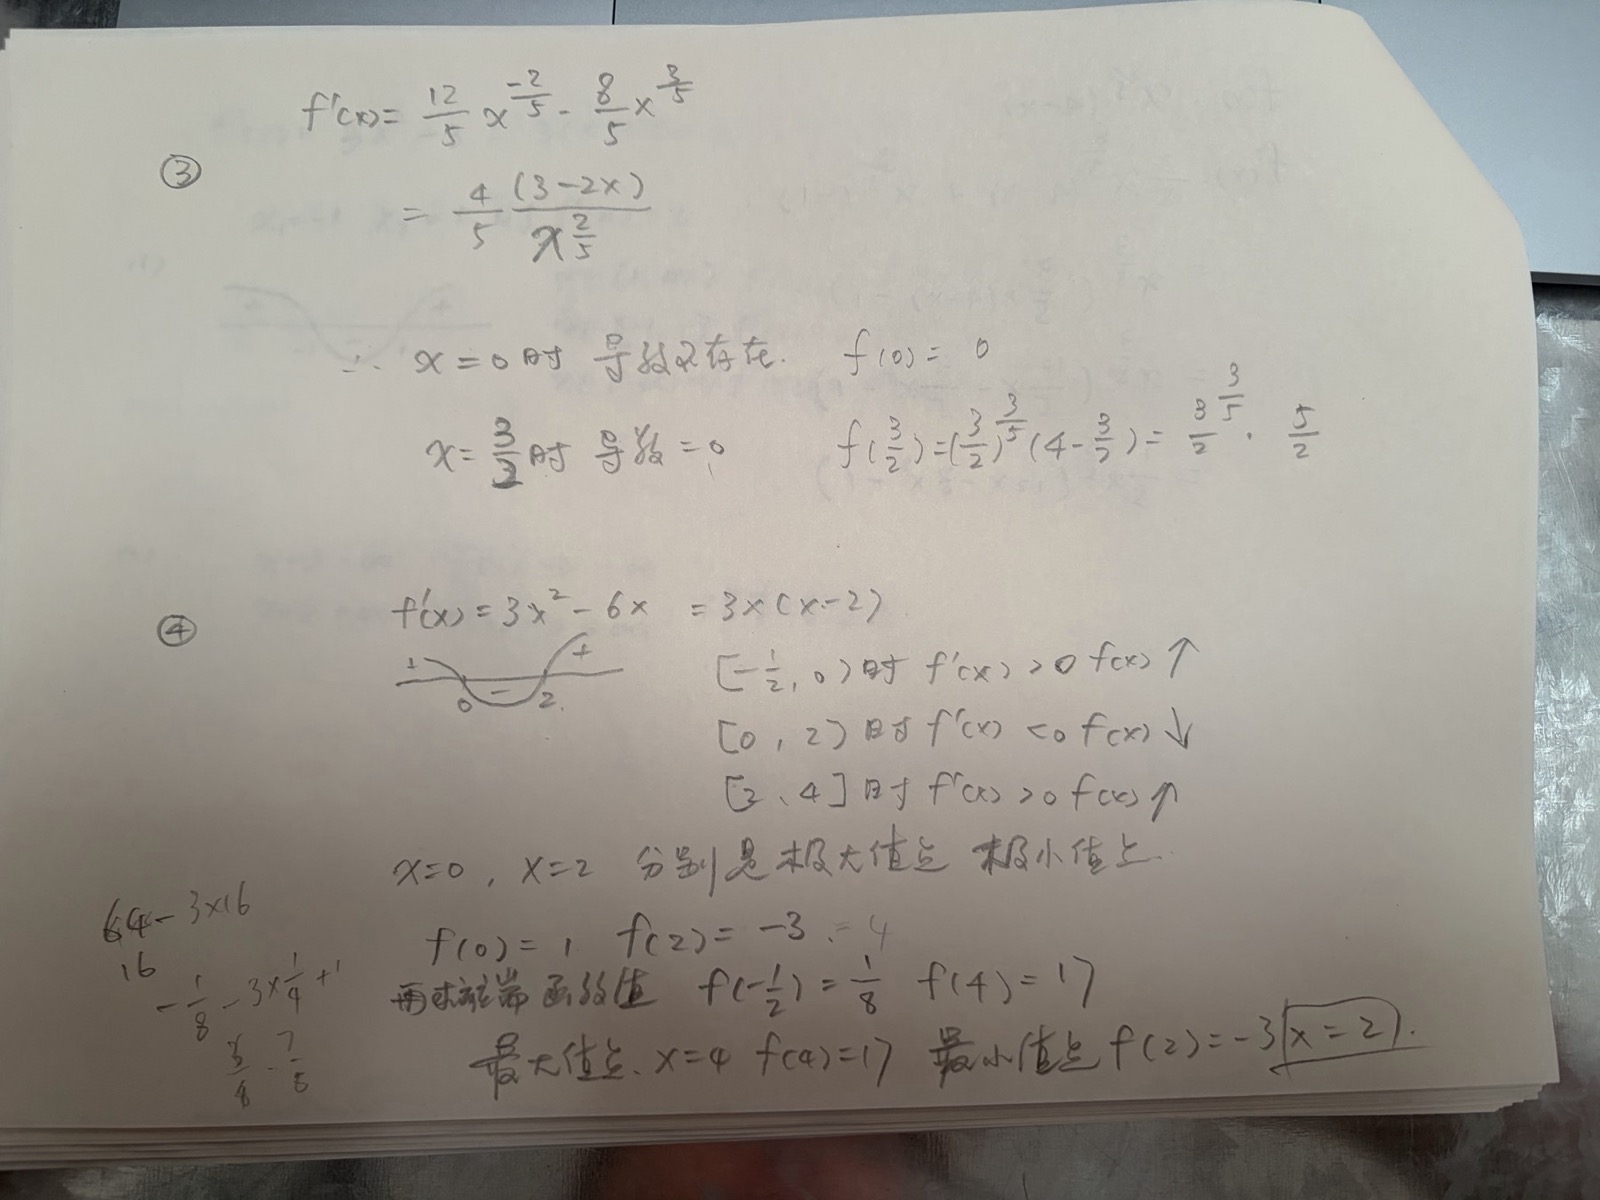 f'(x)= 12/5 x^(-2/5) - 8/5 x^(3/5)
③
= 4/5 (3-2x)/x^(2/5)
∴ x=0时 导数不存在. f(0)= 0
x=3/2时 导数=0 f(3/2)=(3/2)^(3/5)(4-3/2)= 3/2^(3/5) · 5/2
④ f'(x)=3x²-6x =3x(x-2)
+ - + 0 2
[-1/2,0)时 f'(x)>0 f(x)↑
[0,2)时 f'(x)<0 f(x)↓
[2、4]时 f'(x)>0 f(x)↑
x=0, x=2 分别是极大值点 极小值点.
64-3×16
16
f(0)=1 f(2)=-3 =4
-1/8-3×1/4+1
再求端 函数值 f(-1/2)=1/8 f(4)=17
最大值点、x=4 f(4)=17 最小值点f(2)=-3 x=2.